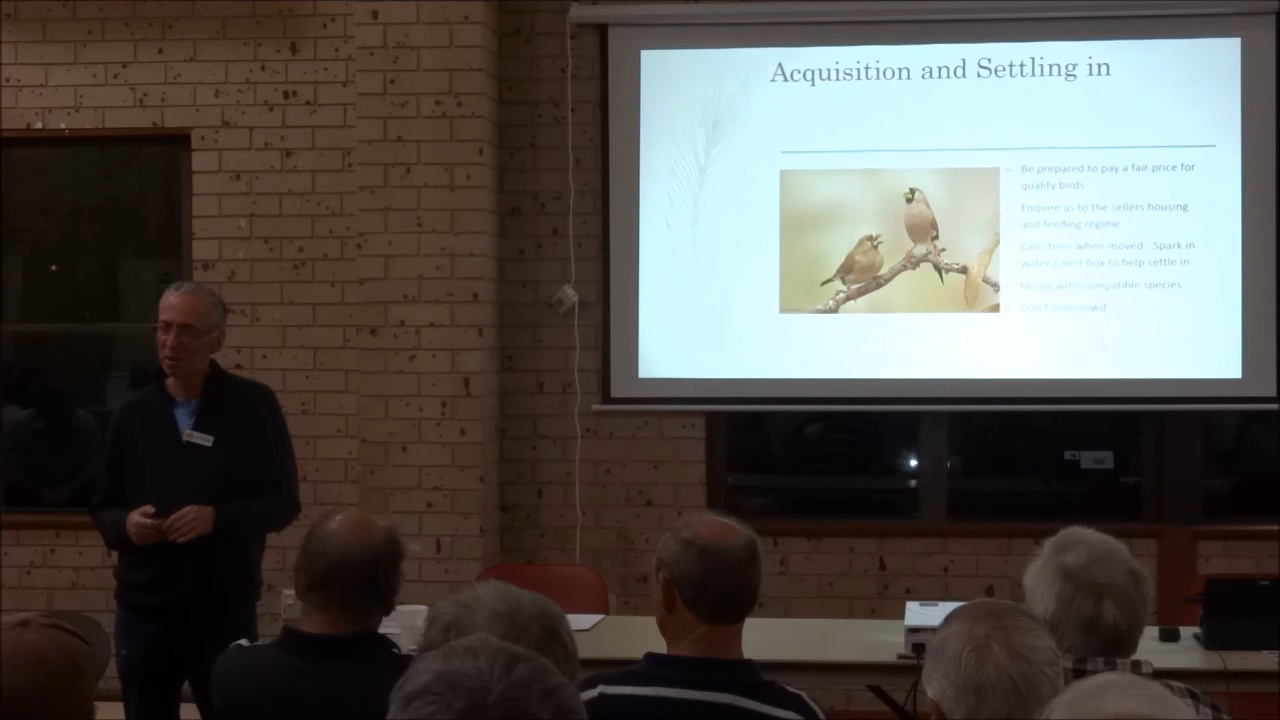 Acquisition and Settling in
- Be prepared to pay a fair price for
quality birds
- Enquire as to the sellers housing
and feeding regime
- Can stress when moved Spark in
water / nest box to help settle in
- House with compatible species
- Don't overcrowd